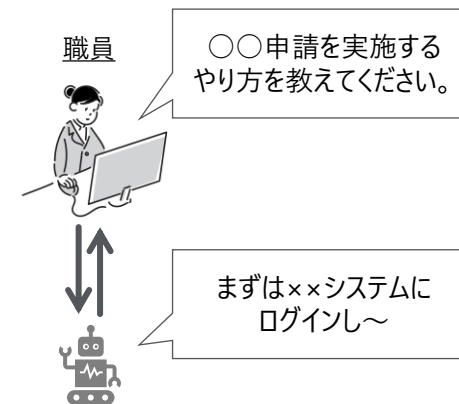 職員
○○申請を実施する
やり方を教えてください。
まずは××システムに
ログインし～